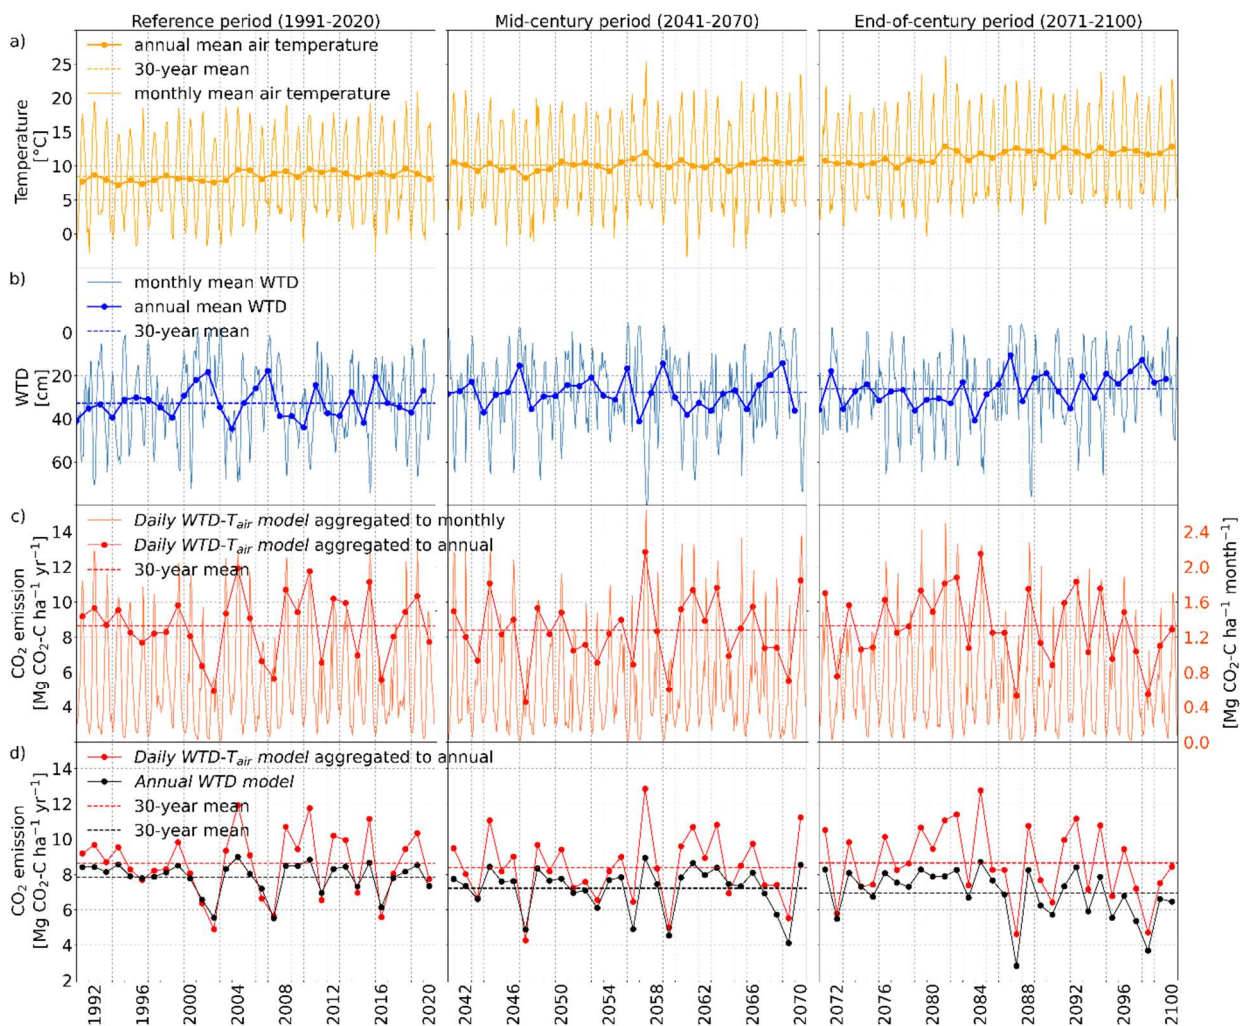 Reference period (1991-2020)
Mid-century period (2041-2070)
End-of-century period (2071-2100)
a)
annual mean air temperature
30-year mean
monthly mean air temperature
Temperature
[°C]
25
20
15
10
5
0
b)
monthly mean WTD
annual mean WTD
30-year mean
WTD
[cm]
0
20
40
60
c)
Daily WTD-Tair model aggregated to monthly
Daily WTD-Tair model aggregated to annual
30-year mean
CO2 emission
[Mg CO2-C ha⁻¹ yr⁻¹]
14
12
10
8
6
4
2.4
2.0
1.6
1.2
0.8
0.4
0.0
[Mg CO2-C ha⁻¹ month⁻¹]
d)
Daily WTD-Tair model aggregated to annual
Annual WTD model
30-year mean
30-year mean
CO2 emission
[Mg CO2-C ha⁻¹ yr⁻¹]
14
12
10
8
6
4
2
1992 1996 2000 2004 2008 2012 2016 2020
2042 2046 2050 2054 2058 2062 2066 2070
2072 2076 2080 2084 2088 2092 2096 2100